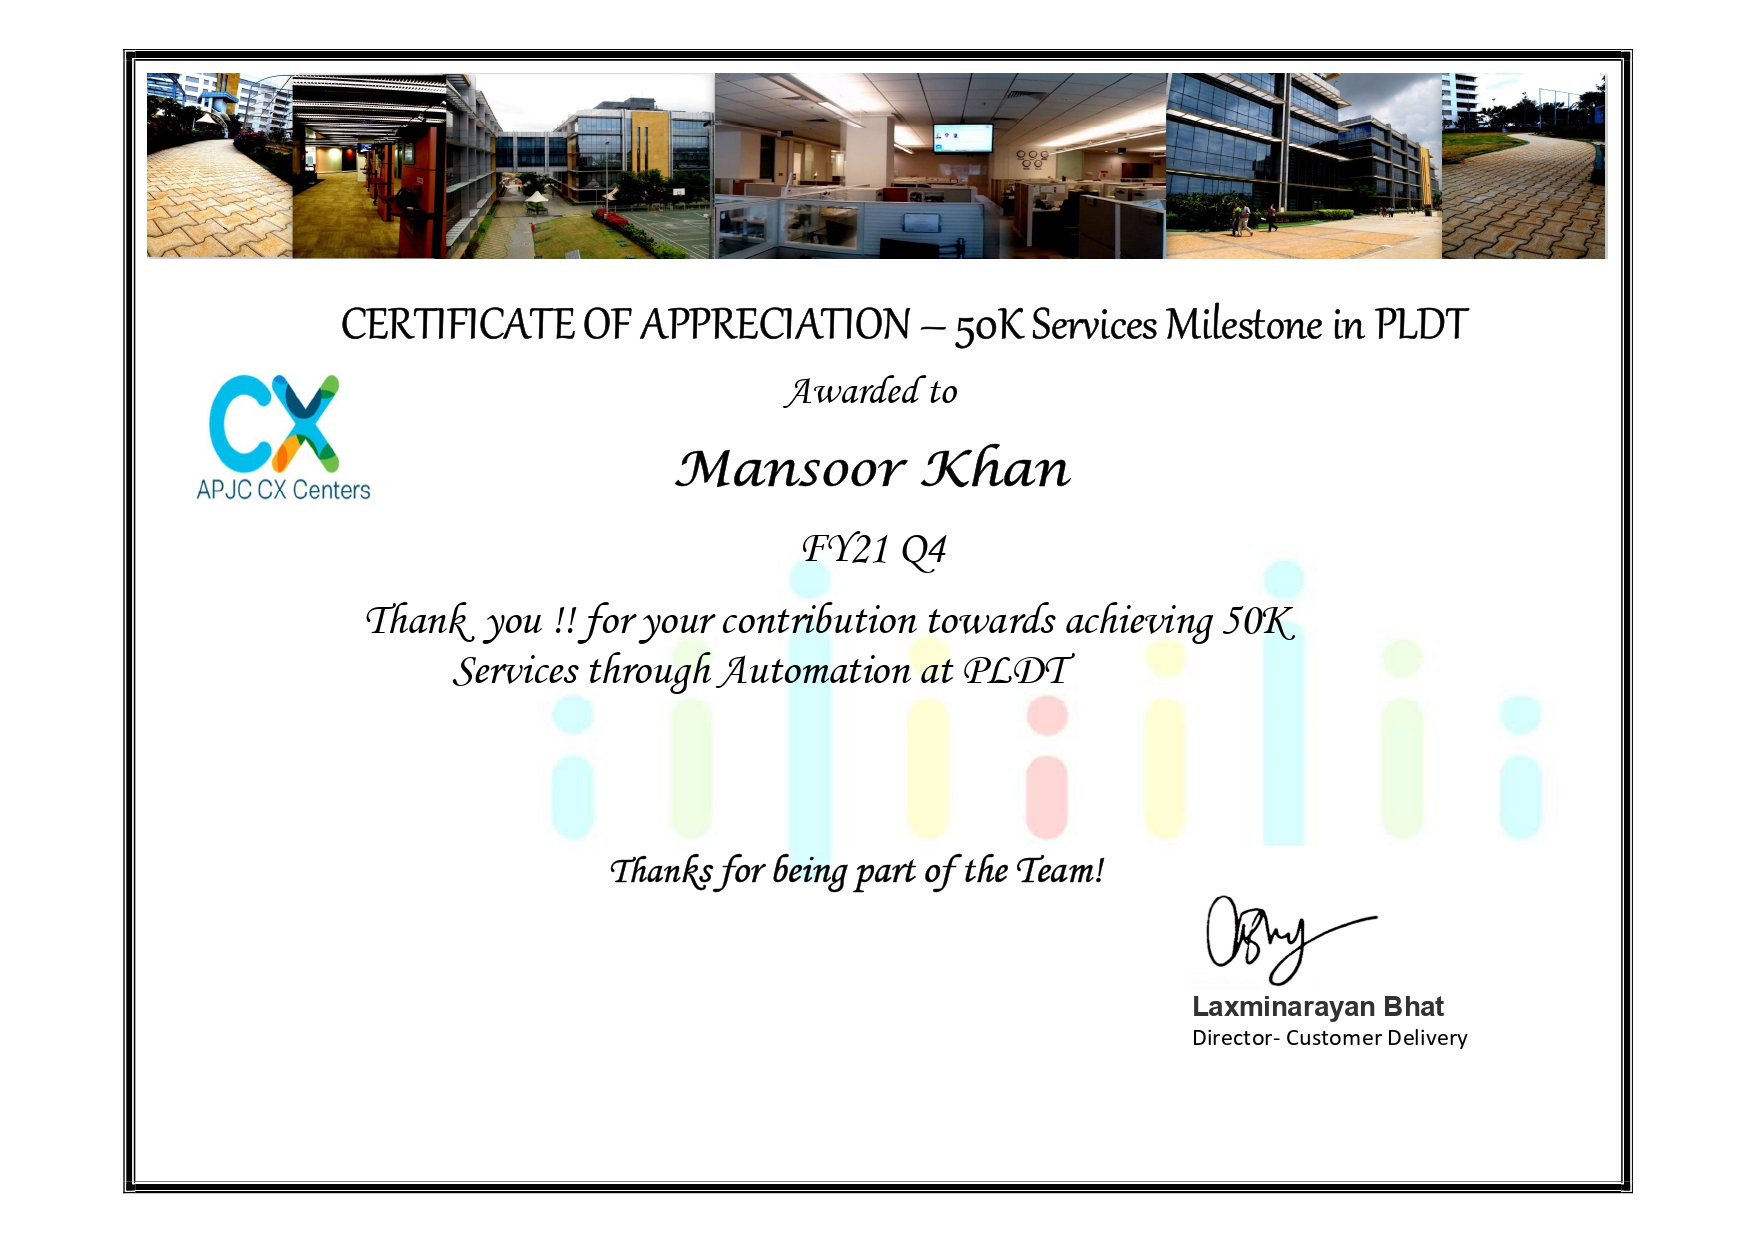 CERTIFICATE OF APPRECIATION – 50K Services Milestone in PLDT
Awarded to
CX
APJC CX Centers
Mansoor Khan
FY21 Q4
Thank you !! for your contribution towards achieving 50K
Services through Automation at PLDT
Thanks for being part of the Team!
Laxminarayan Bhat
Director- Customer Delivery